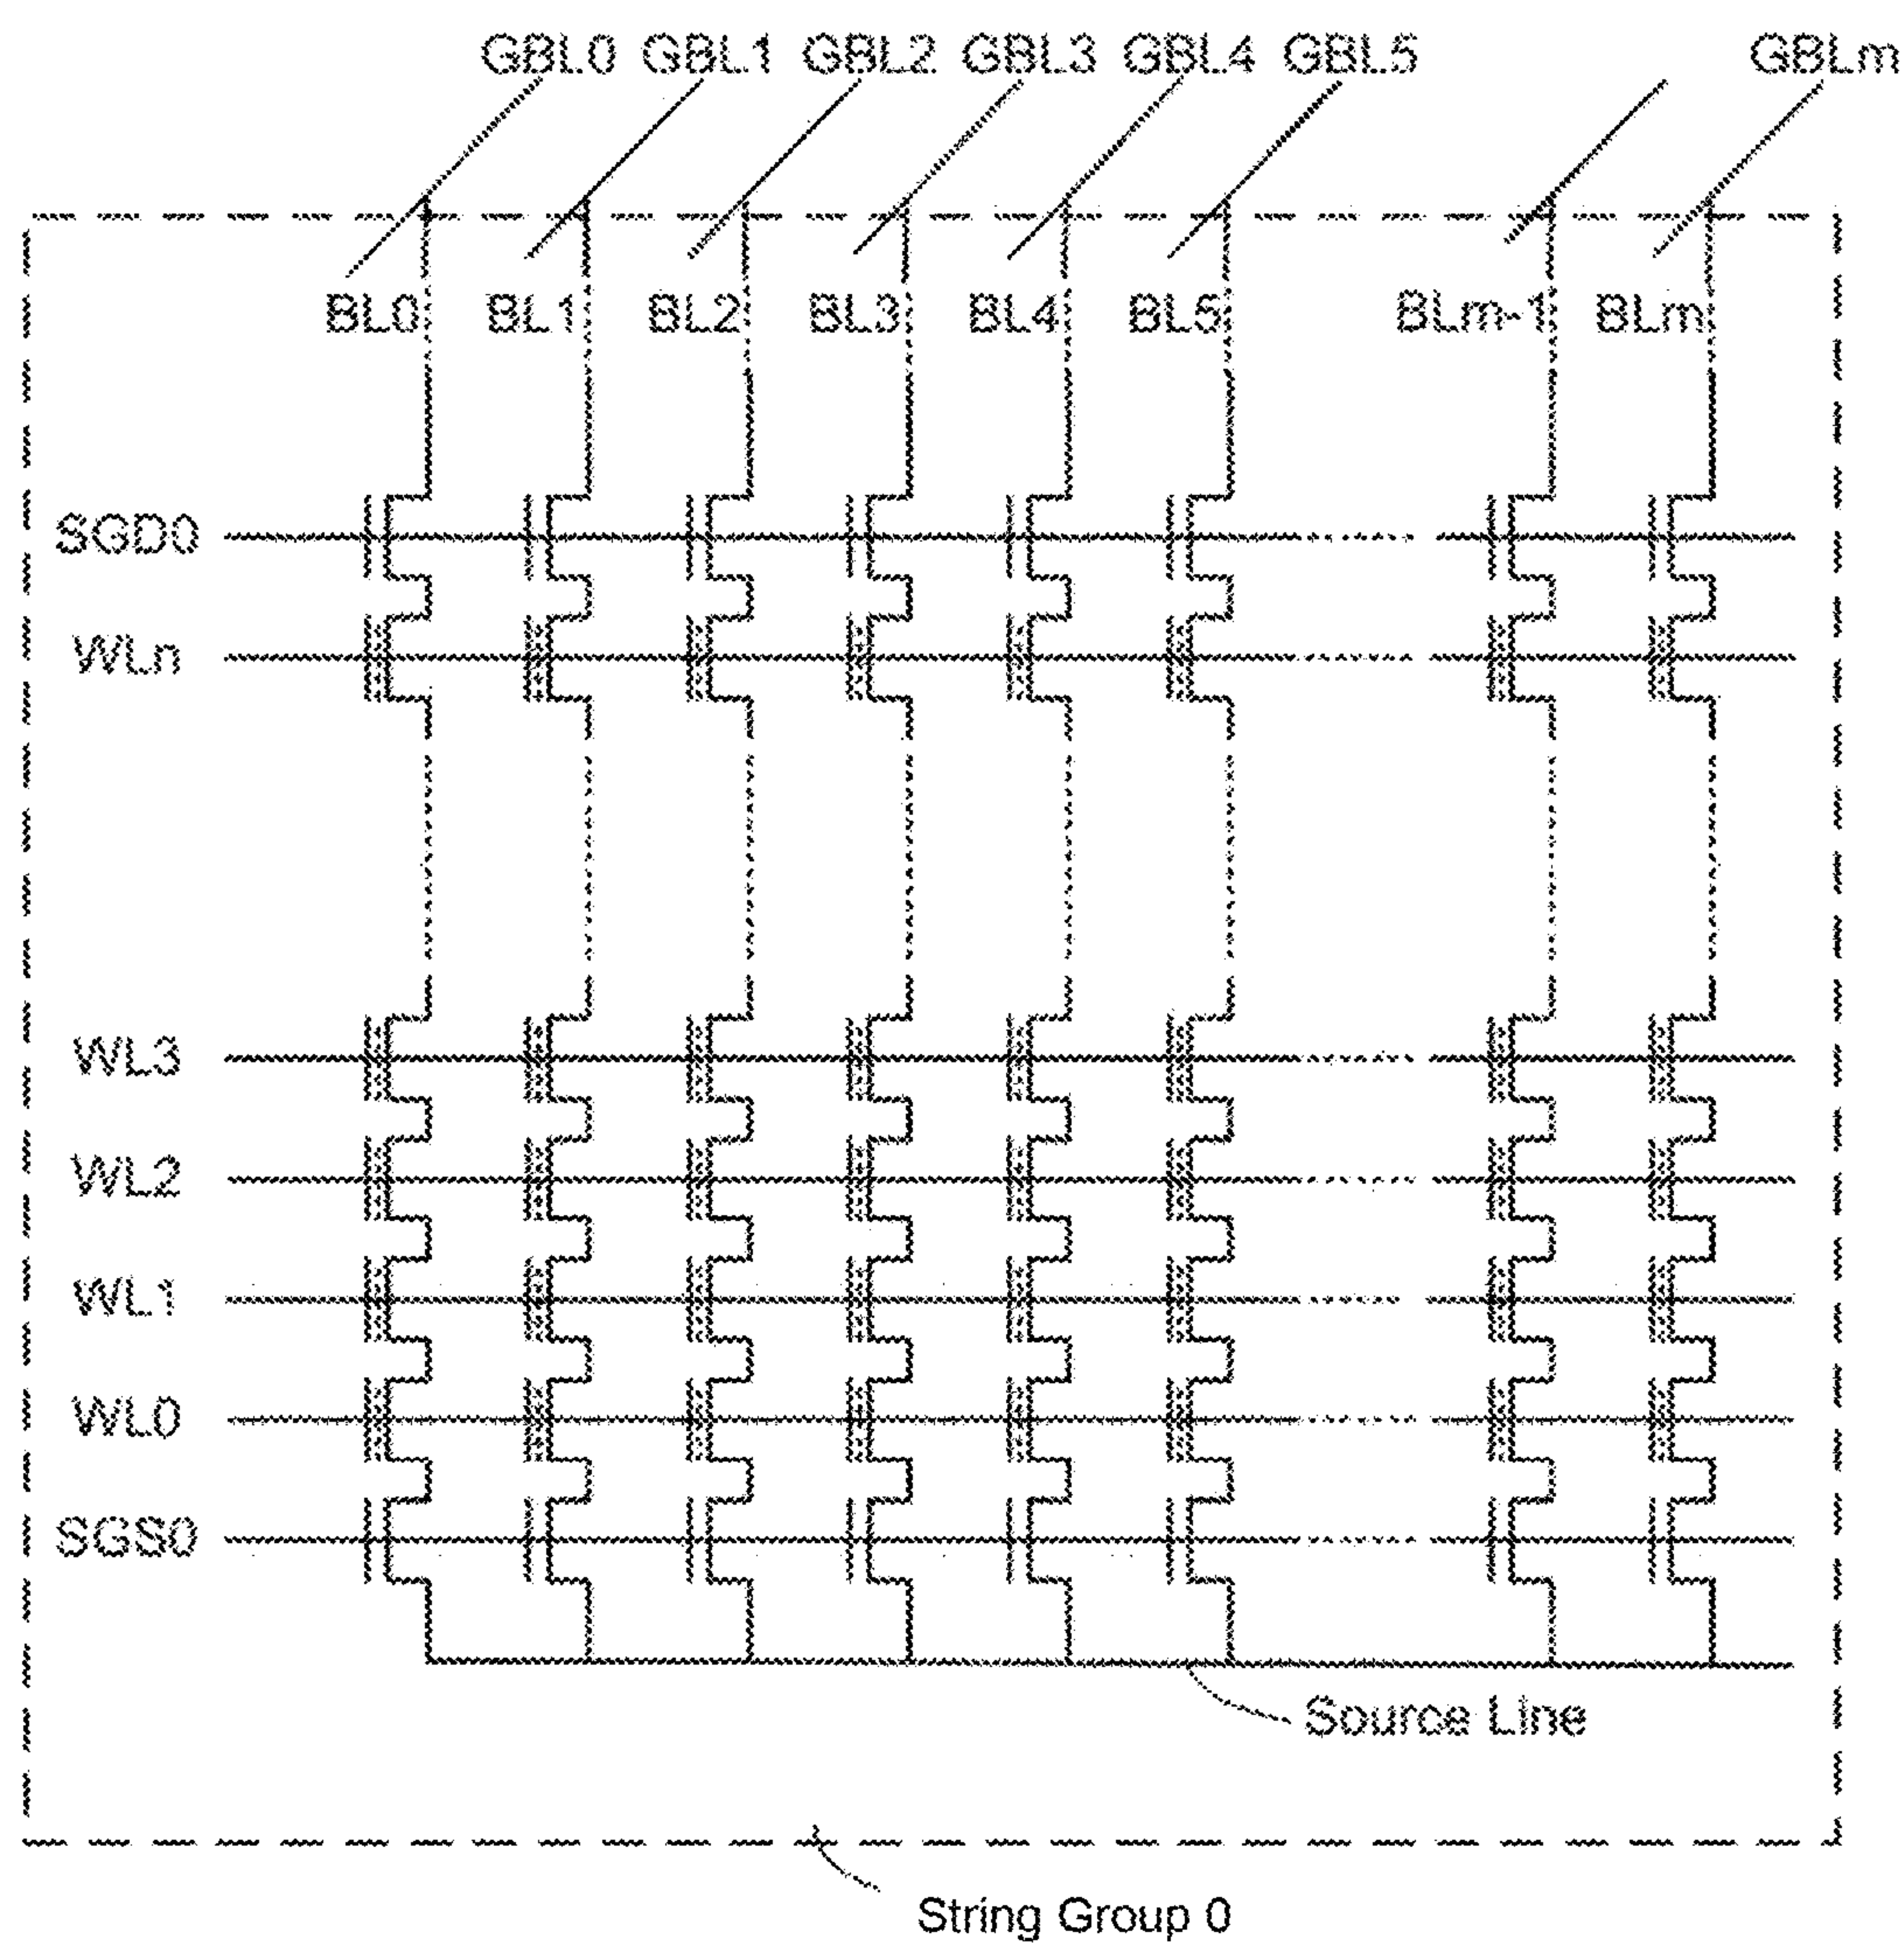 GBL0 GBL1 GBL2 GBL3 GBL4 GBL5 GBLm
BL0 BL1 BL2 BL3 BL4 BL5 BLm-1 BLm
SGD0
WLn
WL3
WL2
WL1
WL0
SGS0
Source Line
String Group 0